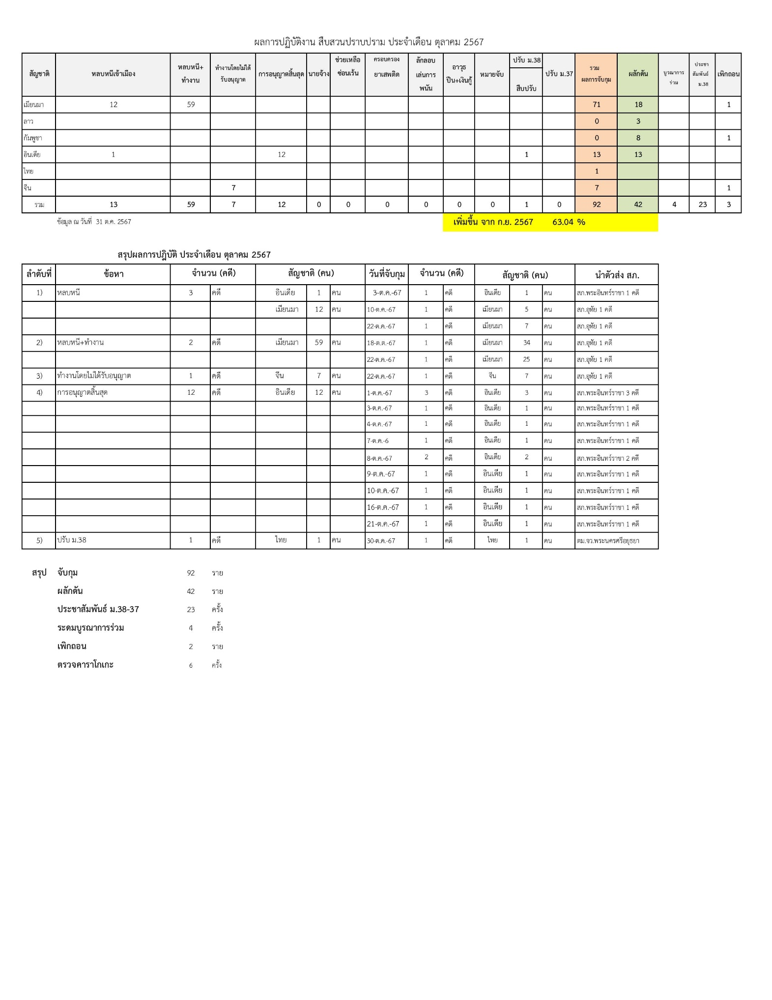 ผลการปฏิบัติงาน สืบสวนปราบปราม ประจำเดือน ตุลาคม 2567
สัญชาติ หลบหนีเข้าเมือง หลบหนี+ทำงาน ทำงานโดยไม่ได้รับอนุญาต การอนุญาตสิ้นสุด นายจ้าง ช่วยเหลือซ่อนเร้น ครอบครองยาเสพติด ลักลอบเล่นการพนัน อาวุธปืน+เงินกู้ หมายจับ ปรับ ม.38 สืบปรับ ปรับ ม.37 รวมผลการจับกุม ผลักดัน บูรณาการร่วม ประชาสัมพันธ์ ม.38 เพิกถอน
เมียนมา 12 59 71 18 1
ลาว 0 3
กัมพูชา 0 8 1
อินเดีย 1 12 1 13 13
ไทย 1
จีน 7 7 1
รวม 13 59 7 12 0 0 0 0 0 0 1 0 92 42 4 23 3
ข้อมูล ณ วันที่ 31 ต.ค. 2567 เพิ่มขึ้น จาก ก.ย. 2567 63.04 %
สรุปผลการปฎิบัติ ประจำเดือน ตุลาคม 2567
ลำดับที่ ข้อหา จำนวน (คดี) สัญชาติ (คน) วันที่จับกุม จำนวน (คดี) สัญชาติ (คน) นำตัวส่ง สภ.
1) หลบหนี 3 คดี อินเดีย 1 คน 3-ต.ค.-67 1 คดี อินเดีย 1 คน สภ.พระอินทร์ราชา 1 คดี
เมียนมา 12 คน 10-ต.ค.-67 1 คดี เมียนมา 5 คน สภ.อุทัย 1 คดี
22-ต.ค.-67 1 คดี เมียนมา 7 คน สภ.อุทัย 1 คดี
2) หลบหนี+ทำงาน 2 คดี เมียนมา 59 คน 18-ต.ต.-67 1 คดี เมียนมา 34 คน สภ.อุทัย 1 คดี
22-ต.ค.-67 1 คดี เมียนมา 25 คน สภ.อุทัย 1 คดี
3) ทำงานโดยไม่ได้รับอนุญาต 1 คดี จีน 7 คน 22-ต.ค.-67 1 คดี จีน 7 คน สภ.อุทัย 1 คดี
4) การอนุญาตสิ้นสุด 12 คดี อินเดีย 12 คน 1-ต.ค.-67 3 คดี อินเดีย 3 คน สภ.พระอินทร์ราชา 3 คดี
3-ต.ค.-67 1 คดี อินเดีย 1 คน สภ.พระอินทร์ราชา 1 คดี
4-ต.ค.-67 1 คดี อินเดีย 1 คน สภ.พระอินทร์ราชา 1 คดี
7-ต.ค.-6 1 คดี อินเดีย 1 คน สภ.พระอินทร์ราชา 1 คดี
8-ต.ค.-67 2 คดี อินเดีย 2 คน สภ.พระอินทร์ราชา 2 คดี
9-ต.ค.-67 1 คดี อินเดีย 1 คน สภ.พระอินทร์ราชา 1 คดี
10-ต.ค.-67 1 คดี อินเดีย 1 คน สภ.พระอินทร์ราชา 1 คดี
16-ต.ค.-67 1 คดี อินเดีย 1 คน สภ.พระอินทร์ราชา 1 คดี
21-ต.ค.-67 1 คดี อินเดีย 1 คน สภ.พระอินทร์ราชา 1 คดี
5) ปรับ ม.38 1 คดี ไทย 1 คน 30-ต.ค.-67 1 คดี ไทย 1 คน ตม.จว.พระนครศรีอยุธยา
สรุป จับกุม 92 ราย
ผลักดัน 42 ราย
ประชาสัมพันธ์ ม.38-37 23 ครั้ง
ระดมบูรณาการร่วม 4 ครั้ง
เพิกถอน 2 ราย
ตรวจคาราโกเกะ 6 ครั้ง